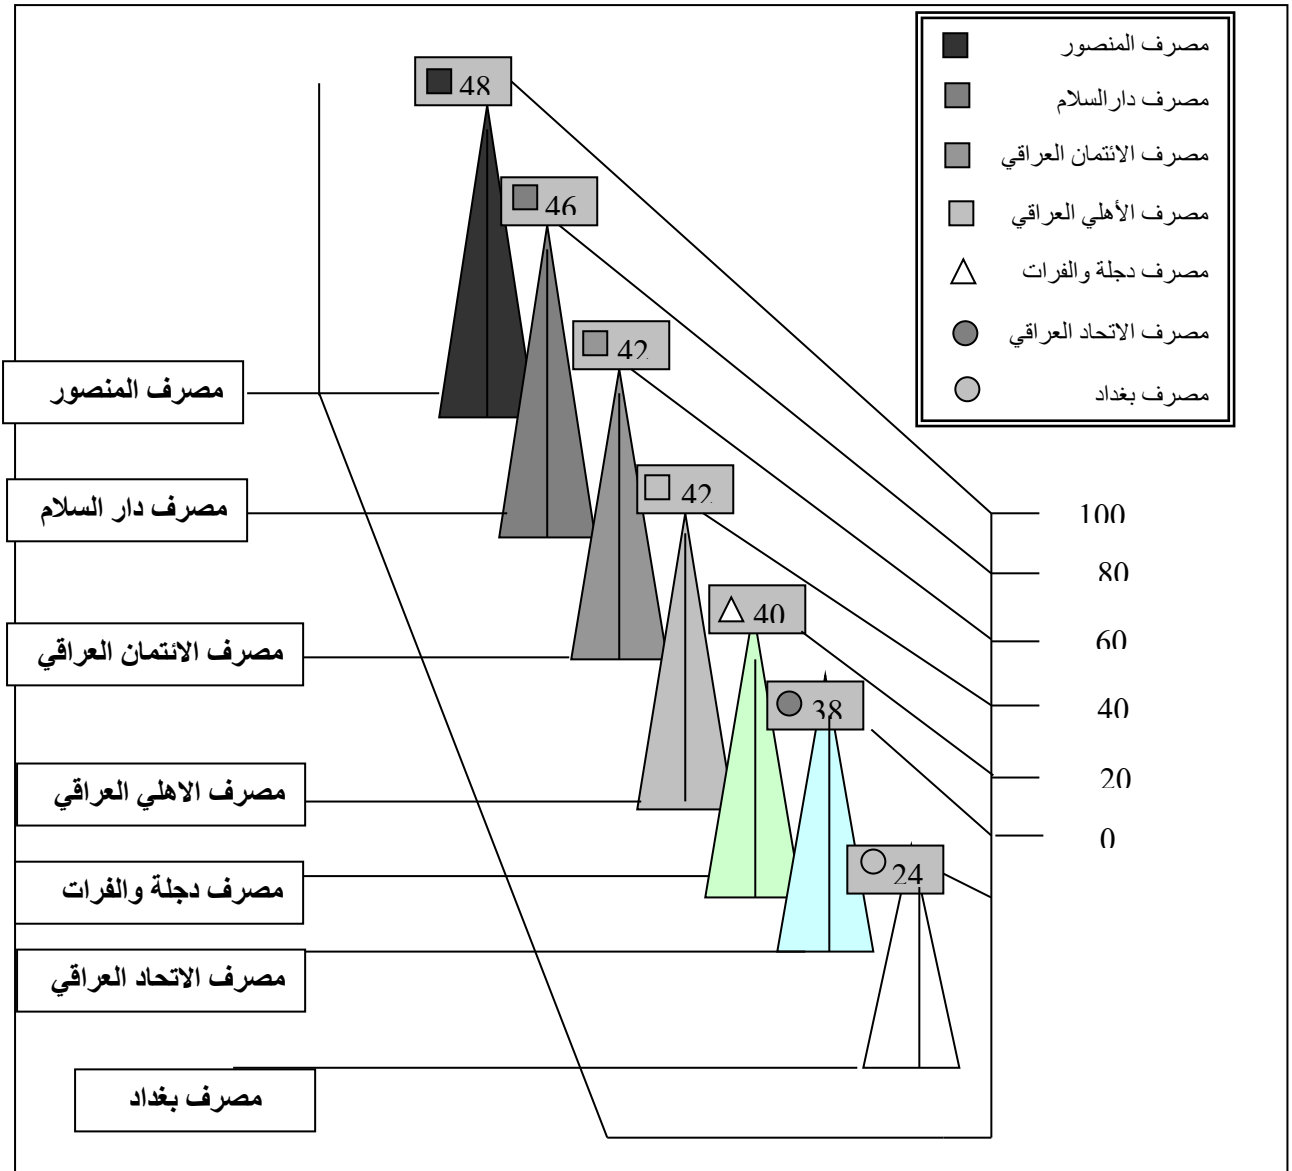 مصرف المنصور
مصرف دارالسلام
مصرف الائتمان العراقي
مصرف الأهلي العراقي
مصرف دجلة والفرات
مصرف الاتحاد العراقي
مصرف بغداد
48
46
42
42
40
38
24
مصرف المنصور
مصرف دار السلام
مصرف الائتمان العراقي
مصرف الاهلي العراقي
مصرف دجلة والفرات
مصرف الاتحاد العراقي
مصرف بغداد
100
80
60
40
20
0